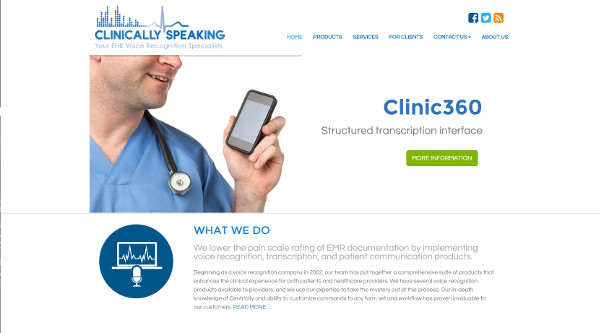 CLINICALLY SPEAKING
Your EHR Voice Recognition Specialists
HOME PRODUCTS SERVICES FOR CLIENTS CONTACT US ABOUT US
Clinic360
Structured transcription interface
MORE INFORMATION
WHAT WE DO
We lower the pain scale rating of EMR documentation by implementing
voice recognition, transcription, and patient communication products.
Beginning as a voice recognition company in 2002, our team has put together a comprehensive suite of products that
enhances the clinical experience for both patients and healthcare providers. We have several voice recognition
products available to providers, and we use our expertise to take the mystery out of this process. Our in-depth
knowledge of Centricity and ability to customize commands to any form set and workflow has proven invaluable to
our customers. READ MORE...